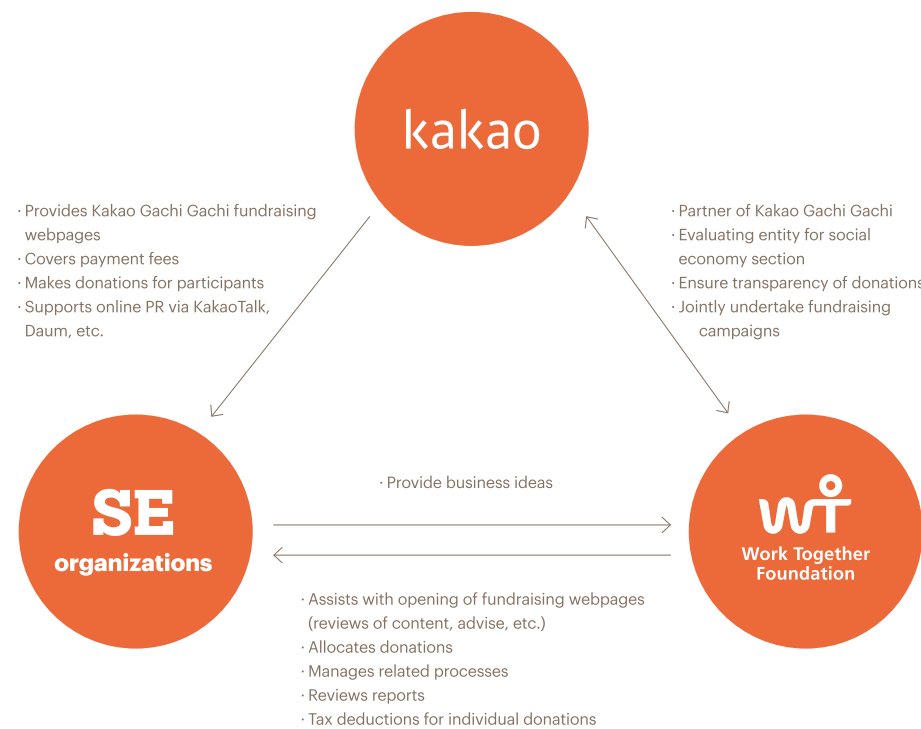 kakao
· Provides Kakao Gachi Gachi fundraising
webpages
· Covers payment fees
· Makes donations for participants
· Supports online PR via KakaoTalk,
Daum, etc.
· Partner of Kakao Gachi Gachi
· Evaluating entity for social
economy section
· Ensure transparency of donations
· Jointly undertake fundraising
campaigns
· Provide business ideas
SE
organizations
WT
Work Together
Foundation
· Assists with opening of fundraising webpages
(reviews of content, advise, etc.)
· Allocates donations
· Manages related processes
· Reviews reports
· Tax deductions for individual donations